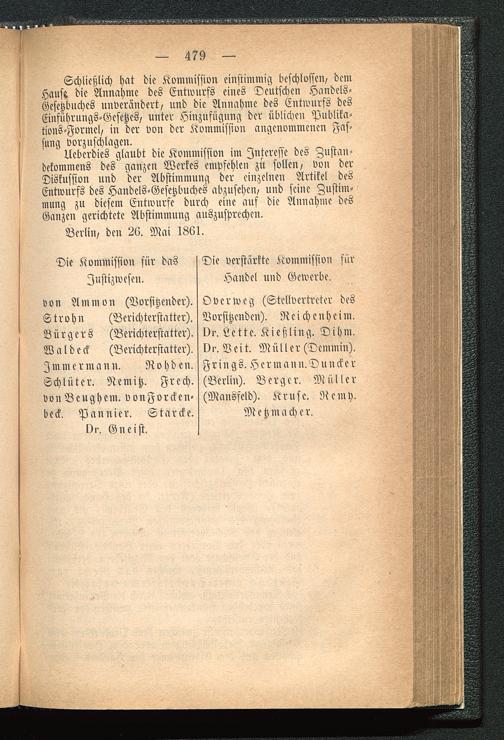 — 479 —
Schließlich hat die Kommission einstimmig beschlossen, dem
Hause die Annahme des Entwurfs eines Deutschen Handels-
Gesetzbuches unverändert, und die Annahme des Entwurfs des
Einführungs-Gesetzes, unter Hinzufügung der üblichen Publika-
tions-Formel, in der von der Kommission angenommenen Fas-
sung vorzuschlagen.
Ueberdies glaubt die Kommission im Interesse des Zustan-
dekommens des ganzen Werkes empfehlen zu sollen, von der
Diskussion und der Abstimmung der einzelnen Artikel des
Entwurfs des Handels-Gesetzbuches abzusehen, und seine Zustim-
mung zu diesem Entwurfe durch eine auf die Annahme des
Ganzen gerichtete Abstimmung auszusprechen.
Berlin, den 26. Mai 1861.
Die Kommission für das
Justizwesen.
von Ammon (Vorsitzender).
Strohn (Berichterstatter).
Bürgers (Berichterstatter).
Waldeck (Berichterstatter).
Immermann. Rohden.
Schlüter. Remitz. Frech.
von Beughem. von Forcken-
beck. Pannier. Starcke.
Dr. Gneist.
Die verstärkte Kommission für
Handel und Gewerbe.
Overweg (Stellvertreter des
Vorsitzenden). Reichenheim.
Dr. Lette. Kießling. Dihm.
Dr. Veit. Müller (Demmin).
Frings. Hermann. Duncker
(Berlin). Berger. Müller
(Mansfeld). Kruse. Remy.
Metzmacher.